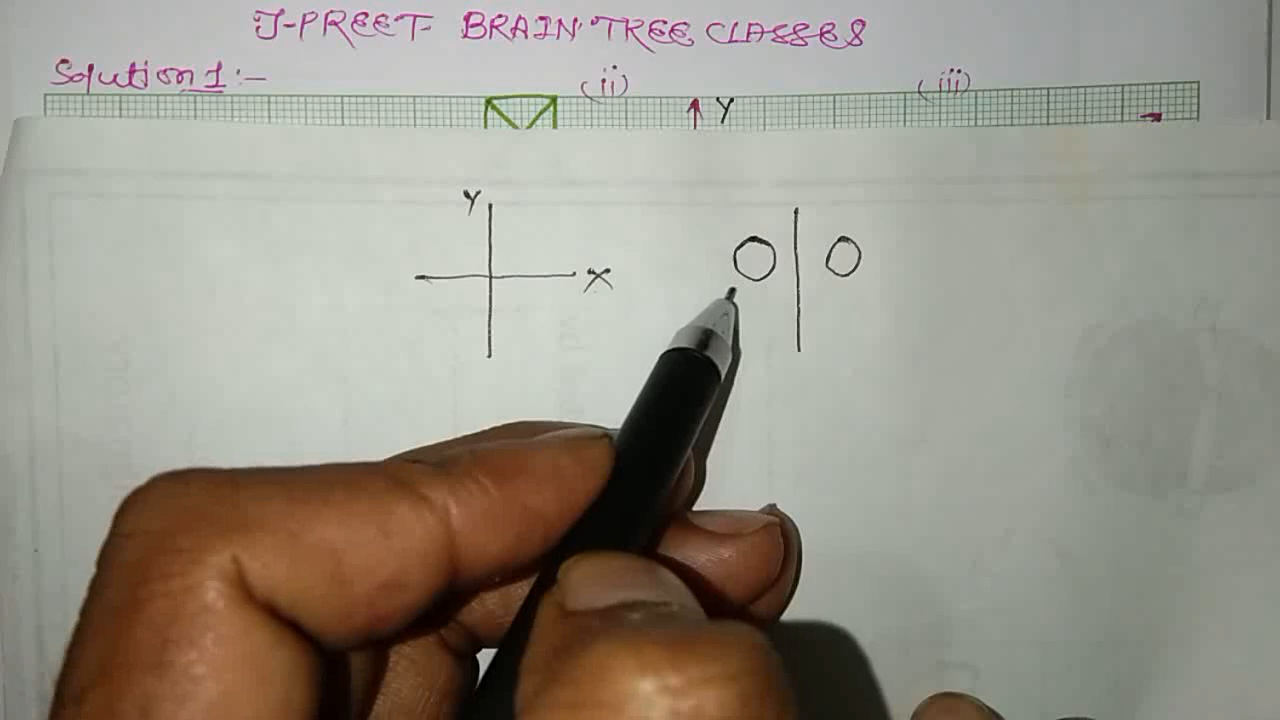 J-PREET BRAIN TREE CLASSES
Solution 1:-
(ii)
(iii)
Y
Y
X